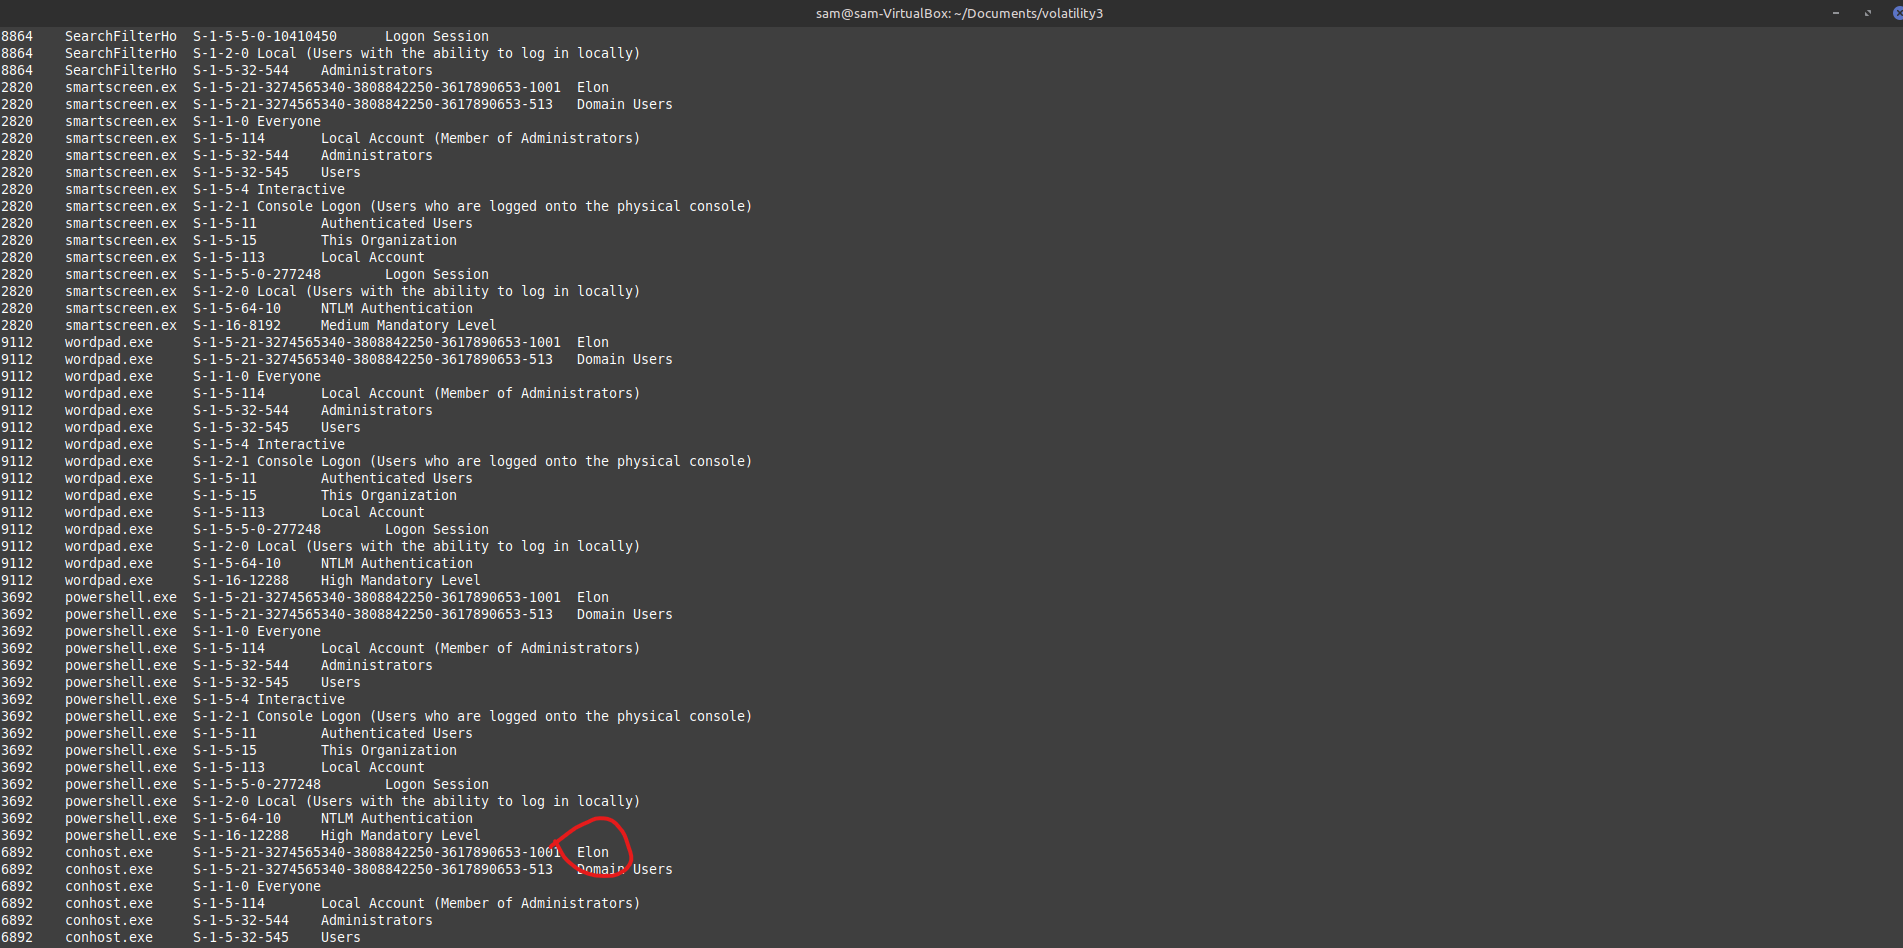 sam@sam-VirtualBox: ~/Documents/volatility3
8864 SearchFilterHo S-1-5-5-0-10410450 Logon Session
8864 SearchFilterHo S-1-2-0 Local (Users with the ability to log in locally)
8864 SearchFilterHo S-1-5-32-544 Administrators
2820 smartscreen.ex S-1-5-21-3274565340-3808842250-3617890653-1001 Elon
2820 smartscreen.ex S-1-5-21-3274565340-3808842250-3617890653-513 Domain Users
2820 smartscreen.ex S-1-1-0 Everyone
2820 smartscreen.ex S-1-5-114 Local Account (Member of Administrators)
2820 smartscreen.ex S-1-5-32-544 Administrators
2820 smartscreen.ex S-1-5-32-545 Users
2820 smartscreen.ex S-1-5-4 Interactive
2820 smartscreen.ex S-1-2-1 Console Logon (Users who are logged onto the physical console)
2820 smartscreen.ex S-1-5-11 Authenticated Users
2820 smartscreen.ex S-1-5-15 This Organization
2820 smartscreen.ex S-1-5-113 Local Account
2820 smartscreen.ex S-1-5-5-0-277248 Logon Session
2820 smartscreen.ex S-1-2-0 Local (Users with the ability to log in locally)
2820 smartscreen.ex S-1-5-64-10 NTLM Authentication
2820 smartscreen.ex S-1-16-8192 Medium Mandatory Level
9112 wordpad.exe S-1-5-21-3274565340-3808842250-3617890653-1001 Elon
9112 wordpad.exe S-1-5-21-3274565340-3808842250-3617890653-513 Domain Users
9112 wordpad.exe S-1-1-0 Everyone
9112 wordpad.exe S-1-5-114 Local Account (Member of Administrators)
9112 wordpad.exe S-1-5-32-544 Administrators
9112 wordpad.exe S-1-5-32-545 Users
9112 wordpad.exe S-1-5-4 Interactive
9112 wordpad.exe S-1-2-1 Console Logon (Users who are logged onto the physical console)
9112 wordpad.exe S-1-5-11 Authenticated Users
9112 wordpad.exe S-1-5-15 This Organization
9112 wordpad.exe S-1-5-113 Local Account
9112 wordpad.exe S-1-5-5-0-277248 Logon Session
9112 wordpad.exe S-1-2-0 Local (Users with the ability to log in locally)
9112 wordpad.exe S-1-5-64-10 NTLM Authentication
9112 wordpad.exe S-1-16-12288 High Mandatory Level
3692 powershell.exe S-1-5-21-3274565340-3808842250-3617890653-1001 Elon
3692 powershell.exe S-1-5-21-3274565340-3808842250-3617890653-513 Domain Users
3692 powershell.exe S-1-1-0 Everyone
3692 powershell.exe S-1-5-114 Local Account (Member of Administrators)
3692 powershell.exe S-1-5-32-544 Administrators
3692 powershell.exe S-1-5-32-545 Users
3692 powershell.exe S-1-5-4 Interactive
3692 powershell.exe S-1-2-1 Console Logon (Users who are logged onto the physical console)
3692 powershell.exe S-1-5-11 Authenticated Users
3692 powershell.exe S-1-5-15 This Organization
3692 powershell.exe S-1-5-113 Local Account
3692 powershell.exe S-1-5-5-0-277248 Logon Session
3692 powershell.exe S-1-2-0 Local (Users with the ability to log in locally)
3692 powershell.exe S-1-5-64-10 NTLM Authentication
3692 powershell.exe S-1-16-12288 High Mandatory Level
6892 conhost.exe S-1-5-21-3274565340-3808842250-3617890653-1001 Elon
6892 conhost.exe S-1-5-21-3274565340-3808842250-3617890653-513 Domain Users
6892 conhost.exe S-1-1-0 Everyone
6892 conhost.exe S-1-5-114 Local Account (Member of Administrators)
6892 conhost.exe S-1-5-32-544 Administrators
6892 conhost.exe S-1-5-32-545 Users